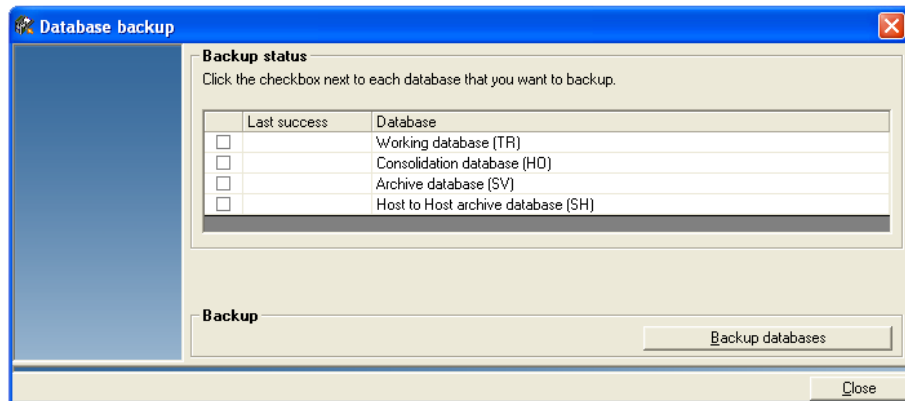 Database backup
Backup status
Click the checkbox next to each database that you want to backup.
Last success Database
Working database (TR)
Consolidation database (HO)
Archive database (SV)
Host to Host archive database (SH)
Backup
Backup databases
Close